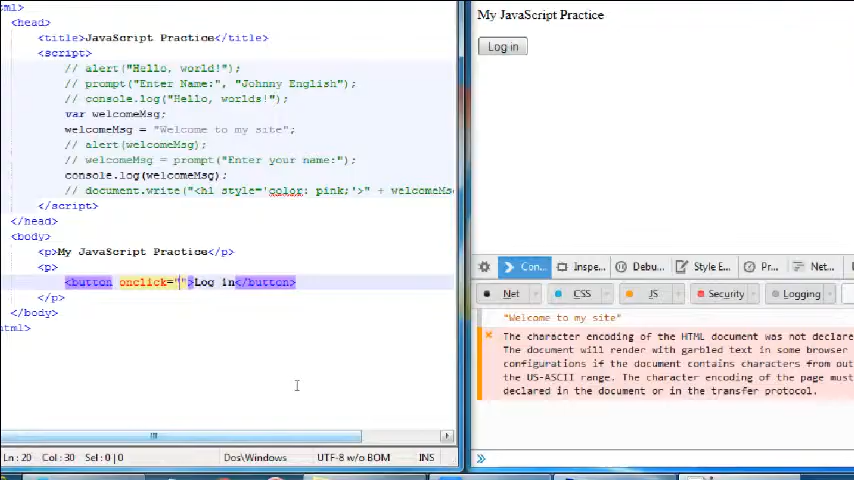 html>
<head>
<title>JavaScript Practice</title>
<script>
// alert("Hello, world!");
// prompt("Enter Name:", "Johnny English");
// console.log("Hello, worlds!");
var welcomeMsg;
welcomeMsg = "Welcome to my site";
// alert(welcomeMsg);
// welcomeMsg = prompt("Enter your name:");
console.log(welcomeMsg);
// document.write("<h1 style='color: pink;'>" + welcomeMs
</script>
</head>
<body>
<p>My JavaScript Practice</p>
<p>
<button onclick="">Log in</button>
</p>
</body>
html>
Ln : 20 Col : 30 Sel : 0 | 0 Dos\Windows UTF-8 w/o BOM INS
My JavaScript Practice
Log in
Con... Inspe... Debu... Style E... Pr... Net...
Net CSS JS Security Logging
"Welcome to my site"
The character encoding of the HTML document was not declare
The document will render with garbled text in some browser
configurations if the document contains characters from out
the US-ASCII range. The character encoding of the page must
declared in the document or in the transfer protocol.
»